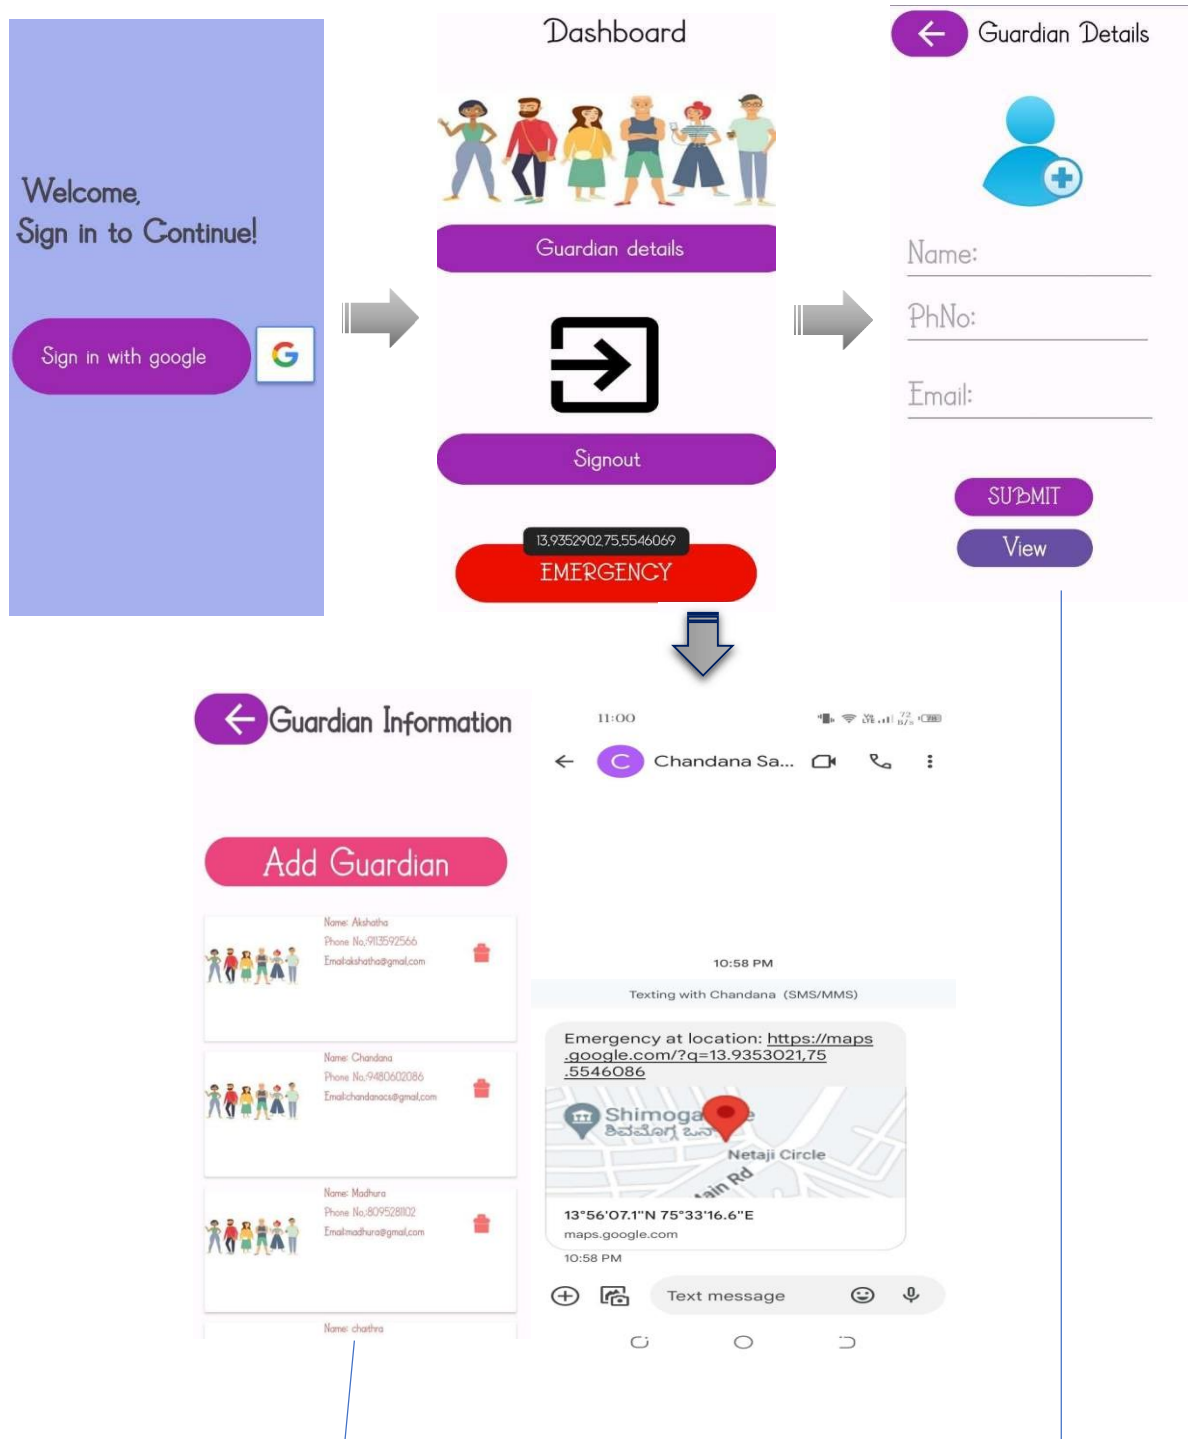 Welcome,
Sign in to Continue!
Sign in with google
G
Dashboard
Guardian details
Signout
13.9352902,75.5546069
EMERGENCY
Guardian Details
Name:
PhNo:
Email:
SUBMIT
View
Guardian Information
Add Guardian
Name: Akshatha
Phone No.:9113592566
Email:akshatha@gmail.com
Name: Chandana
Phone No.:9480602086
Email:chandanacs@gmail.com
Name: Madhura
Phone No.:8095281102
Email:madhura@gmail.com
Name: chaithra
11:00
72
B/s
C
Chandana Sa...
10:58 PM
Texting with Chandana (SMS/MMS)
Emergency at location: https://maps
.google.com/?q=13.9353021,75
.5546086
Shimoga
ಶಿವಮೊಗ್ಗ
Netaji Circle
Main Rd
13°56'07.1"N 75°33'16.6"E
maps.google.com
10:58 PM
Text message